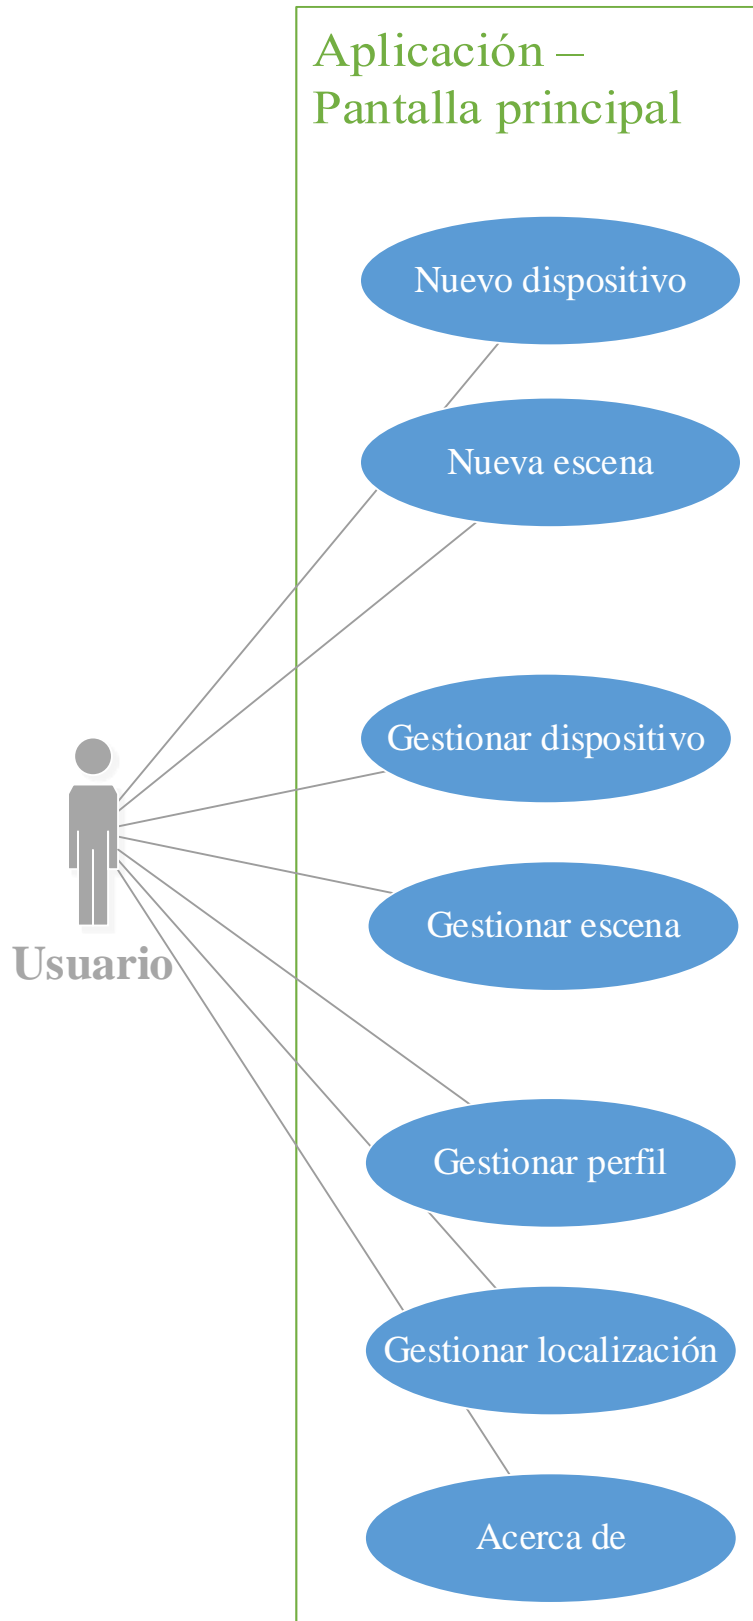 Aplicación –
Pantalla principal
Nuevo dispositivo
Nueva escena
Gestionar dispositivo
Gestionar escena
Usuario
Gestionar perfil
Gestionar localización
Acerca de